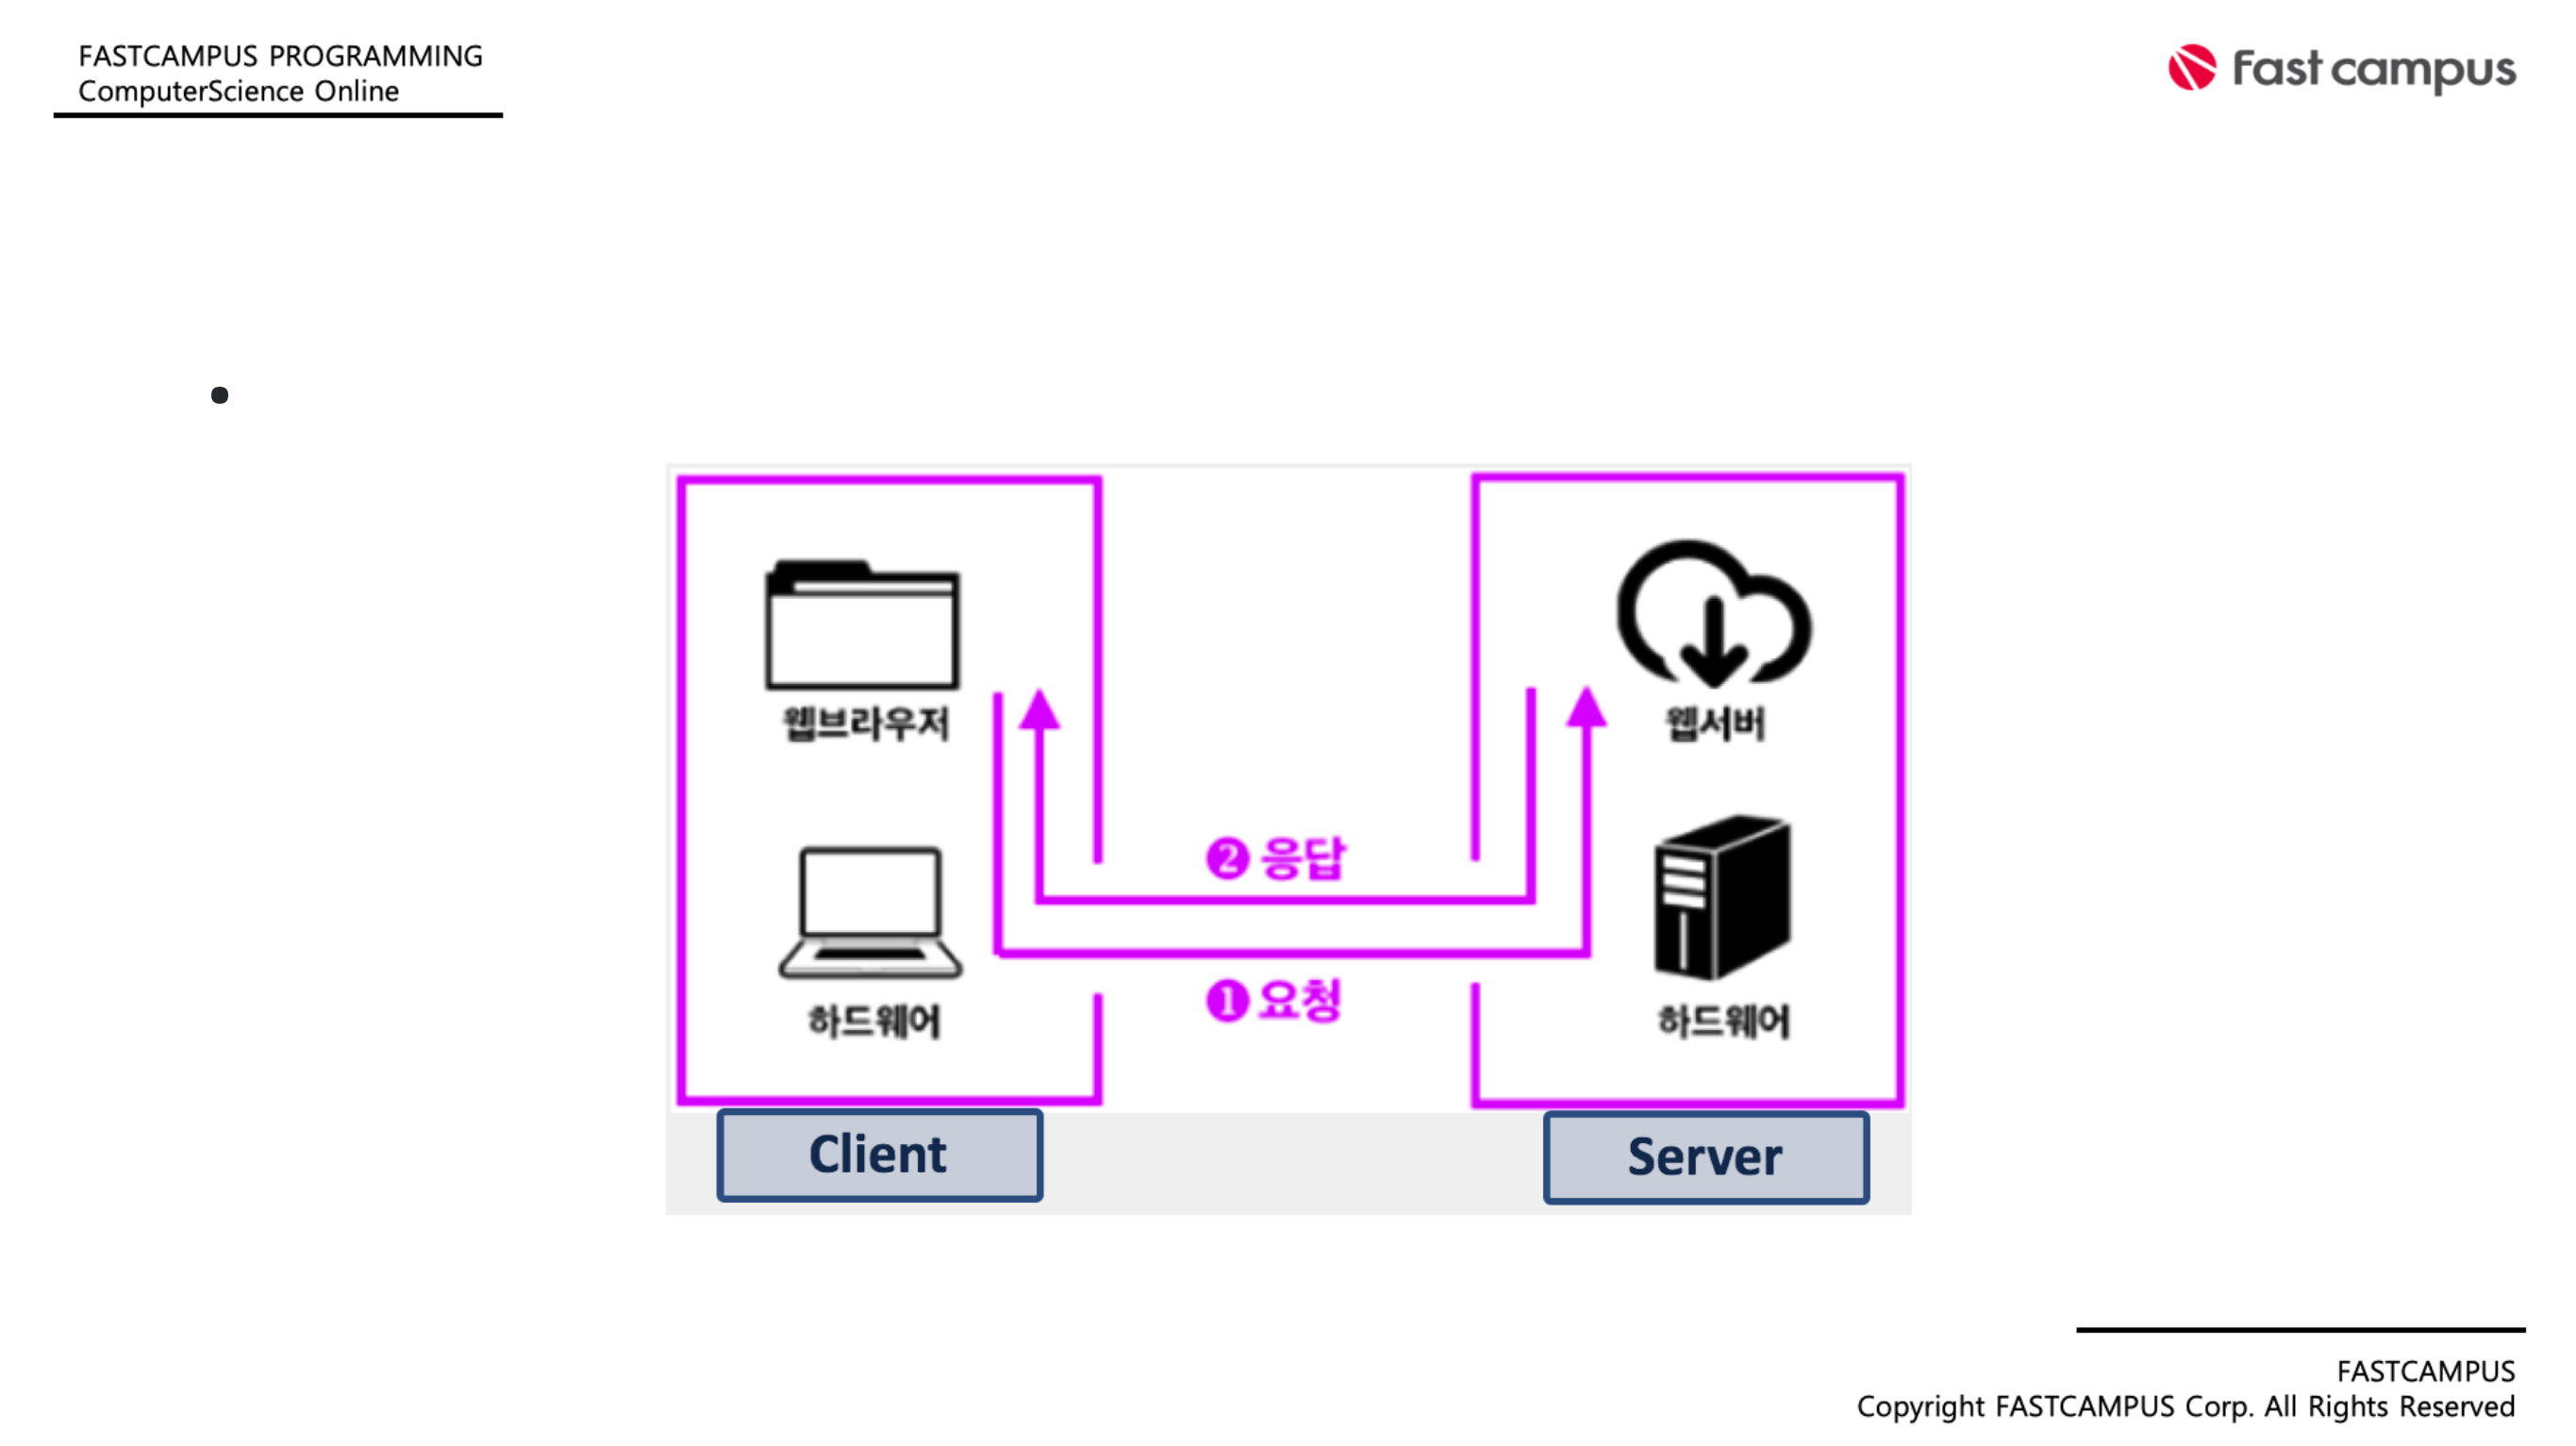 FASTCAMPUS PROGRAMMING
ComputerScience Online
Fast campus
•
웹브라우저
웹서버
❷ 응답
❶ 요청
하드웨어
하드웨어
Client
Server
FASTCAMPUS
Copyright FASTCAMPUS Corp. All Rights Reserved